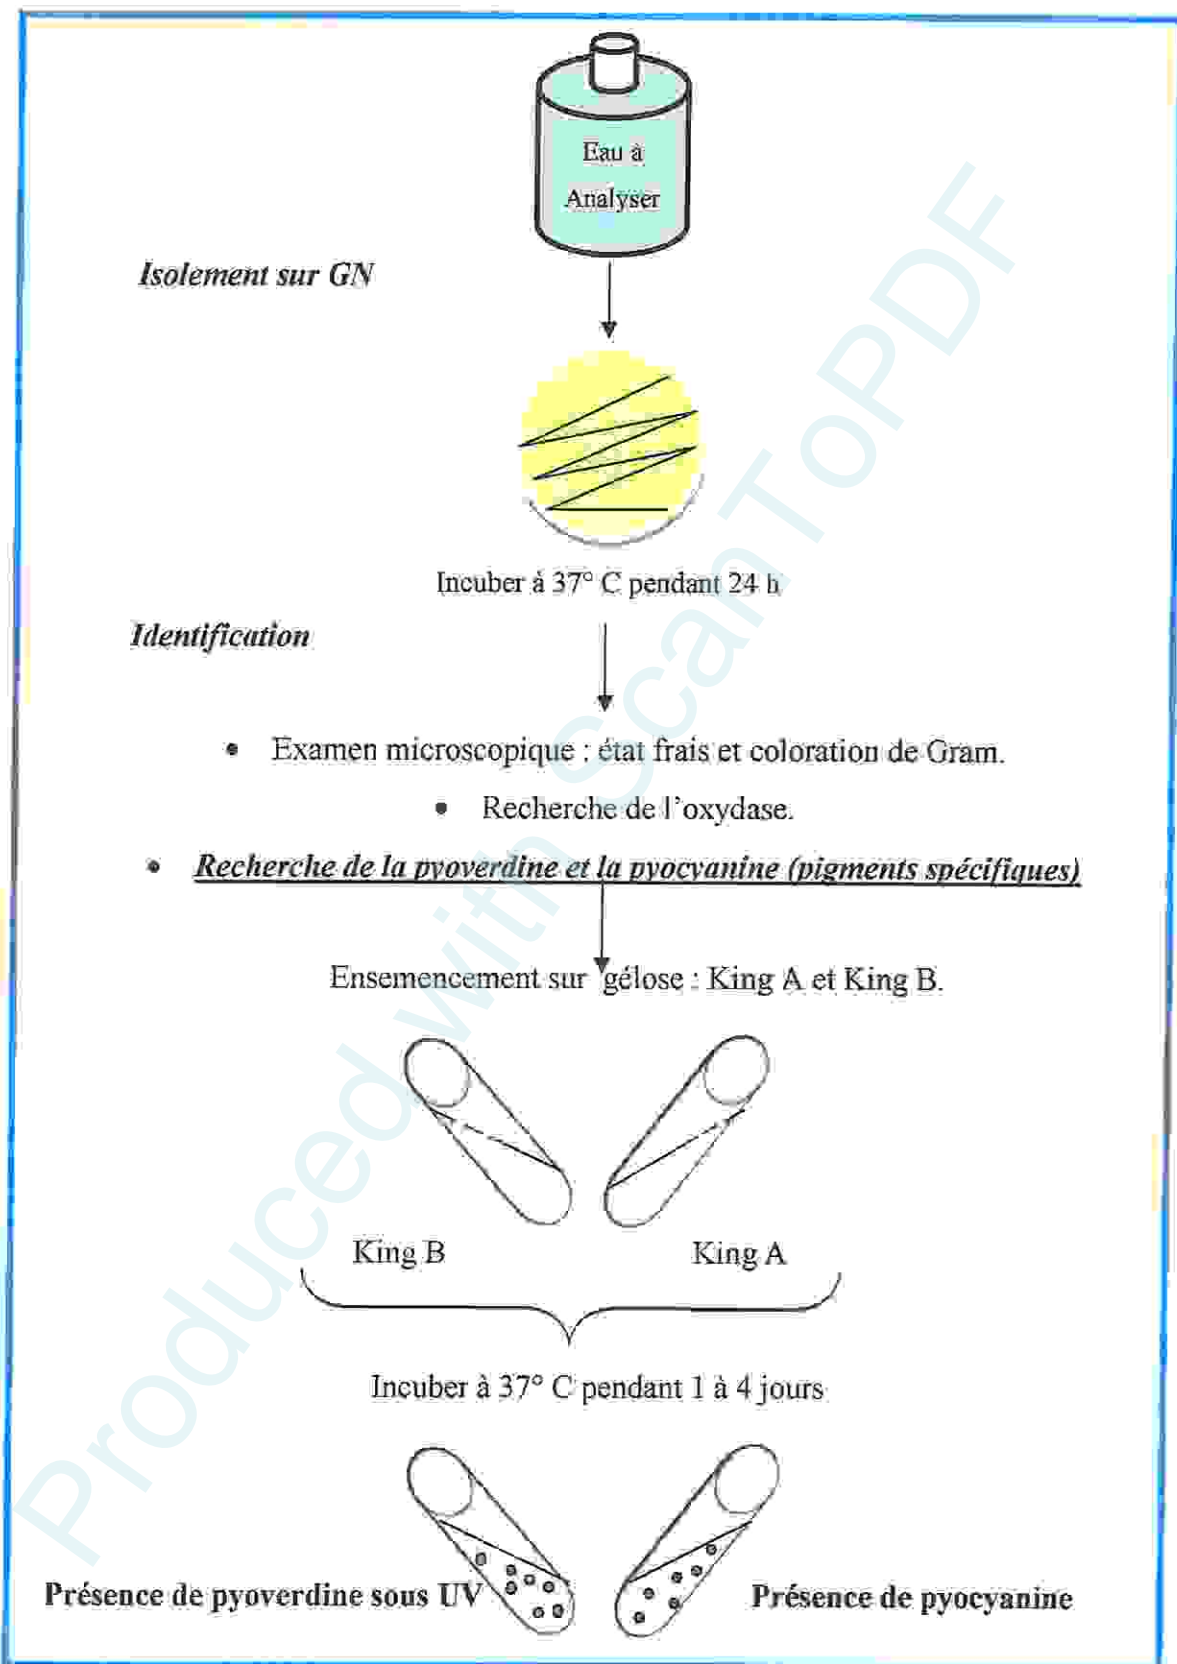 Eau à
Analyser
Isolement sur GN
Incuber à 37° C pendant 24 h
Identification
• Examen microscopique : état frais et coloration de Gram.
• Recherche de l'oxydase.
• Recherche de la pyoverdine et la pyocyanine (pigments spécifiques)
Ensemencement sur gélose : King A et King B.
King B King A
Incuber à 37° C pendant 1 à 4 jours
Présence de pyoverdine sous UV Présence de pyocyanine
Produced with ScanToPDF